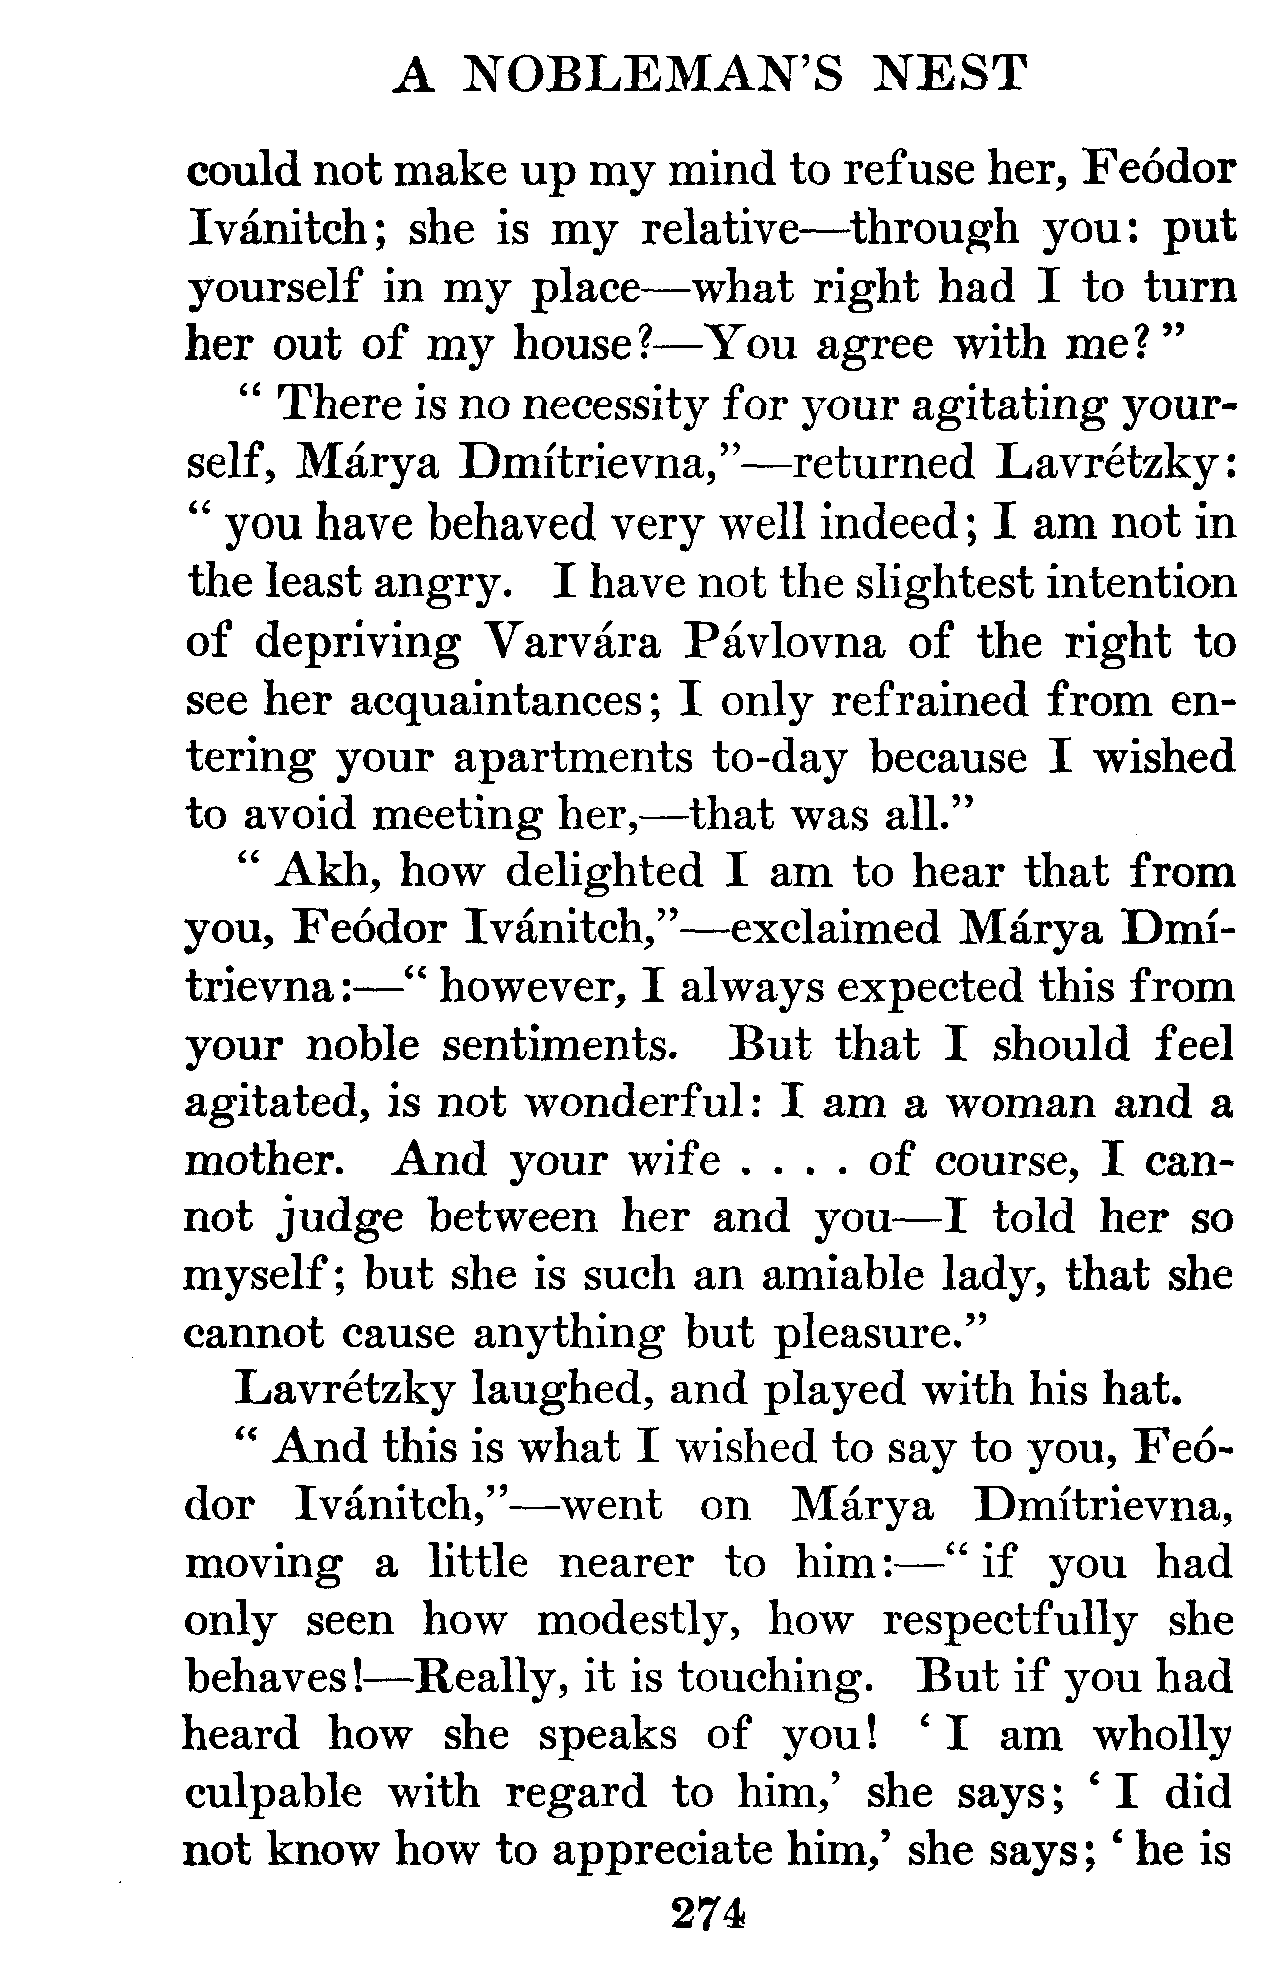 A NOBLEMAN'S NEST
could not make up my mind to refuse her, Feódor
Ivánitch; she is my relative—through you: put
yourself in my place—what right had I to turn
her out of my house?—You agree with me?"
" There is no necessity for your agitating your-
self, Márya Dmítrievna,"—returned Lavrétzky:
" you have behaved very well indeed; I am not in
the least angry. I have not the slightest intention
of depriving Varvára Pávlovna of the right to
see her acquaintances; I only refrained from en-
tering your apartments to-day because I wished
to avoid meeting her,—that was all."
" Akh, how delighted I am to hear that from
you, Feódor Ivánitch,"—exclaimed Márya Dmí-
trievna:—" however, I always expected this from
your noble sentiments. But that I should feel
agitated, is not wonderful: I am a woman and a
mother. And your wife . . . . of course, I can-
not judge between her and you—I told her so
myself; but she is such an amiable lady, that she
cannot cause anything but pleasure."
Lavrétzky laughed, and played with his hat.
" And this is what I wished to say to you, Feó-
dor Ivánitch,"—went on Márya Dmítrievna,
moving a little nearer to him:—" if you had
only seen how modestly, how respectfully she
behaves!—Really, it is touching. But if you had
heard how she speaks of you! ' I am wholly
culpable with regard to him,' she says; ' I did
not know how to appreciate him,' she says; ' he is
274